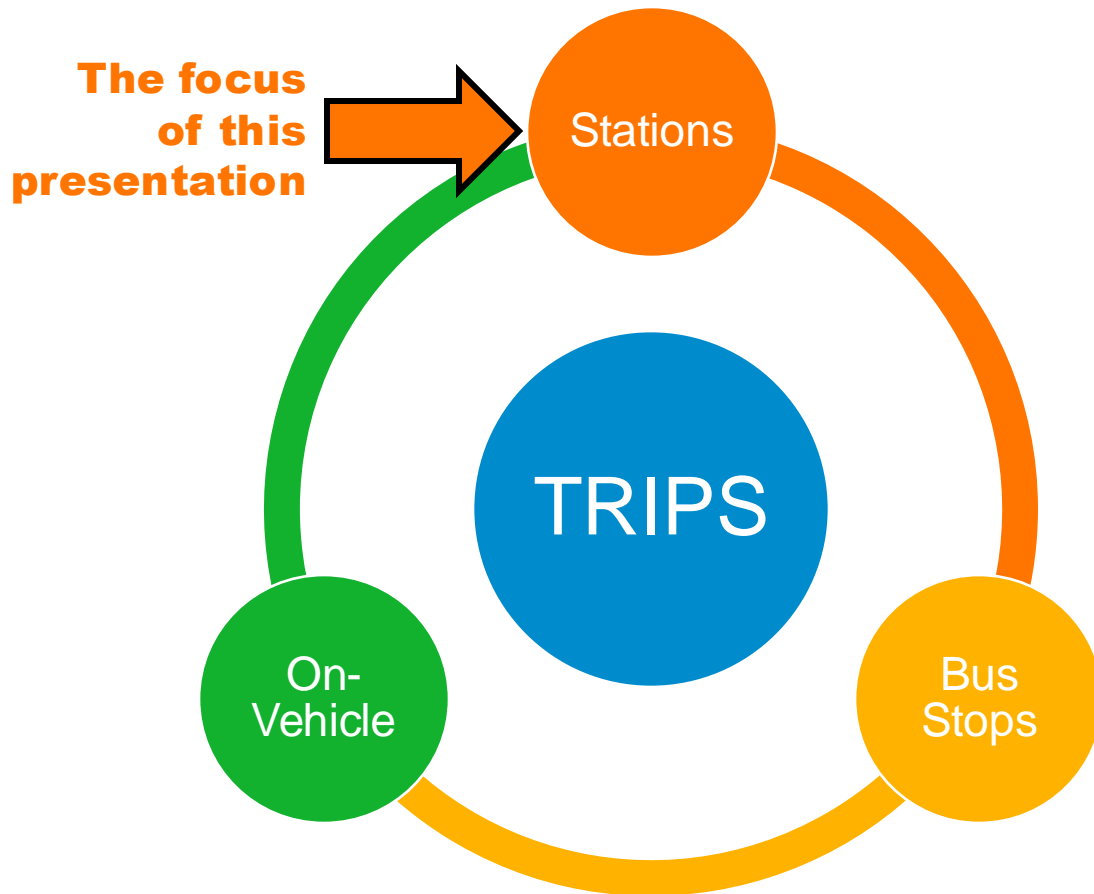 The focus
of this
presentation
Stations
TRIPS
On-
Vehicle
Bus
Stops